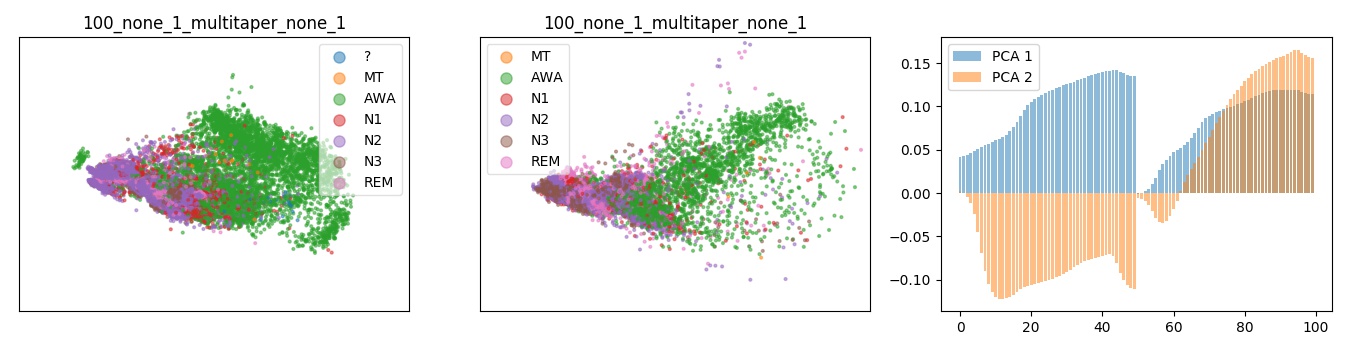 100_none_1_multitaper_none_1
?
MT
AWA
N1
N2
N3
REM
100_none_1_multitaper_none_1
MT
AWA
N1
N2
N3
REM
PCA 1
PCA 2
0.15
0.10
0.05
0.00
−0.05
−0.10
0 20 40 60 80 100